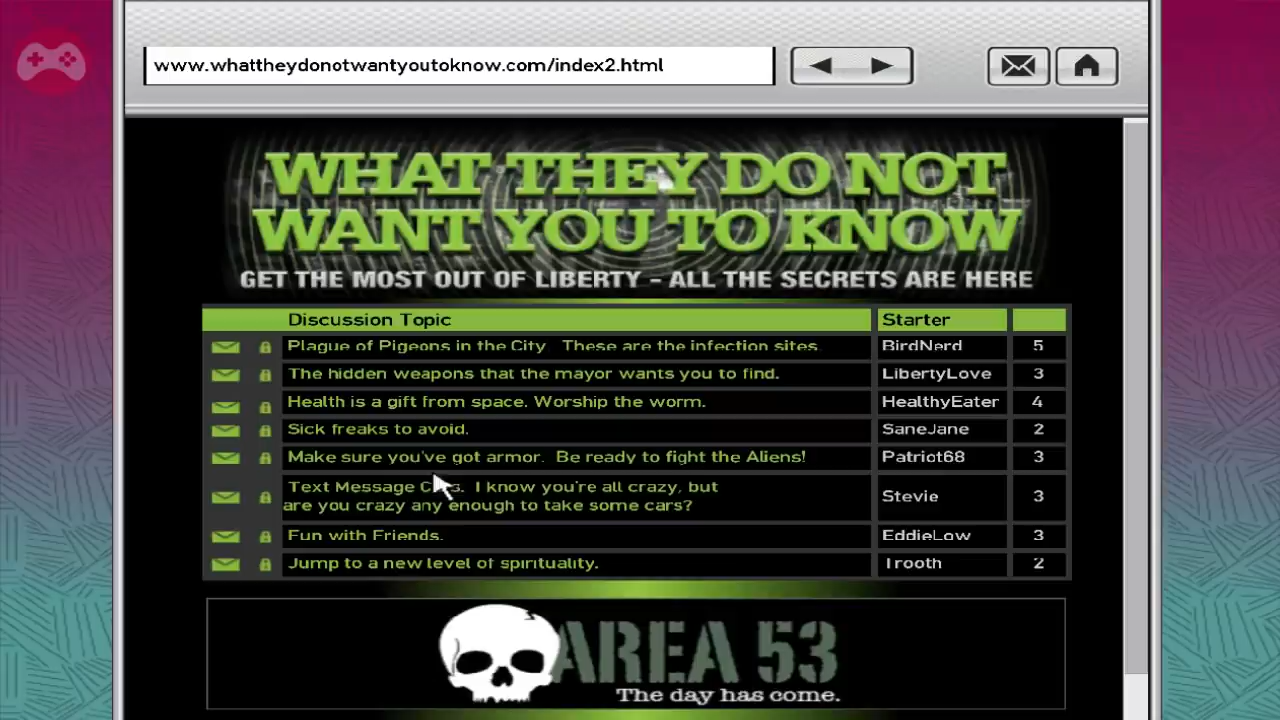 www.whattheydonotwantyoutoknow.com/index2.html
WHAT THEY DO NOT
WANT YOU TO KNOW
GET THE MOST OUT OF LIBERTY - ALL THE SECRETS ARE HERE
Discussion Topic Starter
Plague of Pigeons in the City. These are the infection sites. BirdNerd 5
The hidden weapons that the mayor wants you to find. LibertyLove 3
Health is a gift from space. Worship the worm. HealthyEater 4
Sick freaks to avoid. SaneJane 2
Make sure you've got armor. Be ready to fight the Aliens! Patriot68 3
Text Message I know you're all crazy, but
are you crazy any enough to take some cars? Stevie 3
Fun with Friends. EddieLow 3
Jump to a new level of spirituality. Trooth 2
AREA 53
The day has come.